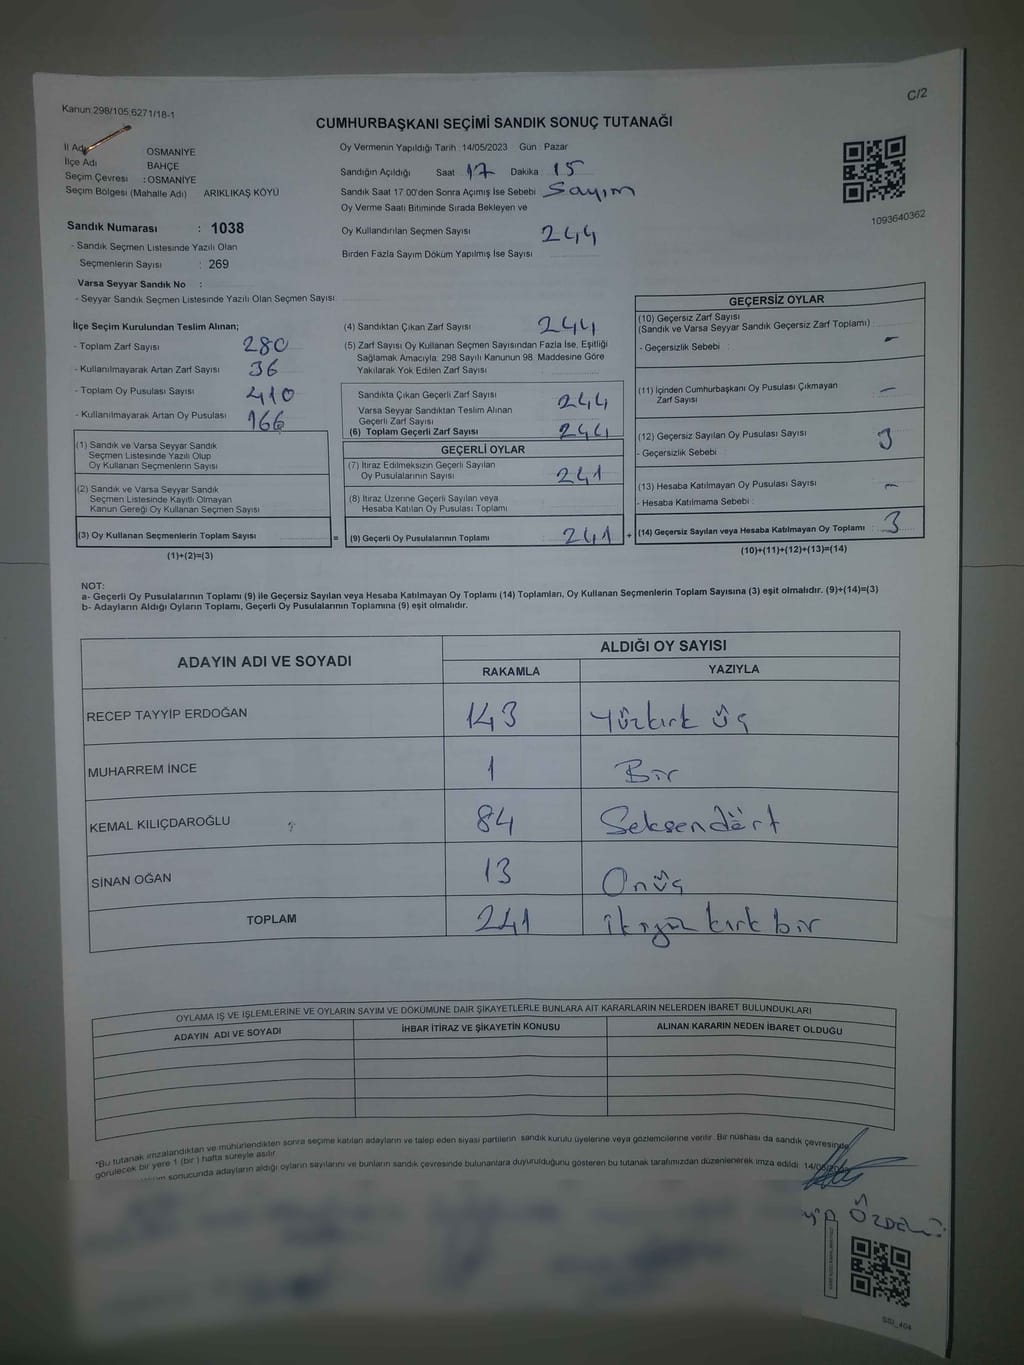 C/2
Kanun:298/105;6271/18-1
CUMHURBAŞKANI SEÇİMİ SANDIK SONUÇ TUTANAĞI
İl Adı OSMANİYE
İlçe Adı BAHÇE
Seçim Çevresi : OSMANİYE
Seçim Bölgesi (Mahalle Adı) ARIKLIKAŞ KÖYÜ
Sandık Numarası : 1038
- Sandık Seçmen Listesinde Yazılı Olan
Seçmenlerin Sayısı : 269
Varsa Seyyar Sandık No :
- Seyyar Sandık Seçmen Listesinde Yazılı Olan Seçmen Sayısı
Oy Vermenin Yapıldığı Tarih : 14/05/2023 Gün : Pazar
Sandığın Açıldığı Saat 17 Dakika 15
Sandık Saat 17:00'den Sonra Açımış İse Sebebi Sayım
Oy Verme Saati Bitiminde Sırada Bekleyen ve
Oy Kullandırılan Seçmen Sayısı 244
Birden Fazla Sayım Döküm Yapılmış İse Sayısı
1093640362
İlçe Seçim Kurulundan Teslim Alınan;
- Toplam Zarf Sayısı 280
- Kullanılmayarak Artan Zarf Sayısı 36
- Toplam Oy Pusulası Sayısı 410
- Kullanılmayarak Artan Oy Pusulası 166
(1) Sandık ve Varsa Seyyar Sandık
Seçmen Listesinde Yazılı Olup
Oy Kullanan Seçmenlerin Sayısı
(2) Sandık ve Varsa Seyyar Sandık
Seçmen Listesinde Kayıtlı Olmayan
Kanun Gereği Oy Kullanan Seçmen Sayısı
(3) Oy Kullanan Seçmenlerin Toplam Sayısı =
(1)+(2)=(3)
(4) Sandıktan Çıkan Zarf Sayısı 244
(5) Zarf Sayısı Oy Kullanan Seçmen Sayısından Fazla İse, Eşitliği
Sağlamak Amacıyla, 298 Sayılı Kanunun 98. Maddesine Göre
Yakılarak Yok Edilen Zarf Sayısı
Sandıkta Çıkan Geçerli Zarf Sayısı 244
Varsa Seyyar Sandıktan Teslim Alınan
Geçerli Zarf Sayısı
(6) Toplam Geçerli Zarf Sayısı 244
GEÇERLİ OYLAR
(7) İtiraz Edilmeksizin Geçerli Sayılan
Oy Pusulalarının Sayısı 241
(8) İtiraz Üzerine Geçerli Sayılan veya
Hesaba Katılan Oy Pusulası Toplamı
(9) Geçerli Oy Pusulalarının Toplamı 241 +
GEÇERSİZ OYLAR
(10) Geçersiz Zarf Sayısı
(Sandık ve Varsa Seyyar Sandık Geçersiz Zarf Toplamı) :
- Geçersizlik Sebebi : -
(11) İçinden Cumhurbaşkanı Oy Pusulası Çıkmayan
Zarf Sayısı -
(12) Geçersiz Sayılan Oy Pusulası Sayısı 3
- Geçersizlik Sebebi :
(13) Hesaba Katılmayan Oy Pusulası Sayısı -
- Hesaba Katılmama Sebebi :
(14) Geçersiz Sayılan veya Hesaba Katılmayan Oy Toplamı : 3
(10)+(11)+(12)+(13)=(14)
NOT:
a- Geçerli Oy Pusulalarının Toplamı (9) ile Geçersiz Sayılan veya Hesaba Katılmayan Oy Toplamı (14) Toplamları, Oy Kullanan Seçmenlerin Toplam Sayısına (3) eşit olmalıdır. (9)+(14)=(3)
b- Adayların Aldığı Oyların Toplamı, Geçerli Oy Pusulalarının Toplamına (9) eşit olmalıdır.
ADAYIN ADI VE SOYADI ALDIĞI OY SAYISI
RAKAMLA YAZIYLA
RECEP TAYYİP ERDOĞAN 143 Yüzkırk üç
MUHARREM İNCE 1 Bir
KEMAL KILIÇDAROĞLU 84 Seksendört
SİNAN OĞAN 13 Onüç
TOPLAM 241 ikiyüz kırk bir
OYLAMA İŞ VE İŞLEMLERİNE VE OYLARIN SAYIM VE DÖKÜMÜNE DAİR ŞİKAYETLERLE BUNLARA AİT KARARLARIN NELERDEN İBARET BULUNDUKLARI
ADAYIN ADI VE SOYADI İHBAR İTİRAZ VE ŞİKAYETİN KONUSU ALINAN KARARIN NEDEN İBARET OLDUĞU
*Bu tutanak imzalandıktan ve mühürlendikten sonra seçime katılan adayların ve talep eden siyasi partilerin sandık kurulu üyelerine veya gözlemcilerine verilir. Bir nüshası da sandık çevresinde
görülecek bir yere 1 (bir) hafta süreyle asılır.
sonucunda adayların aldığı oyların sayılarını ve bunların sandık çevresinde bulunanlara duyurulduğunu gösteren bu tutanak tarafımızdan düzenlenerek imza edildi. 14/05/2023
SSI_404